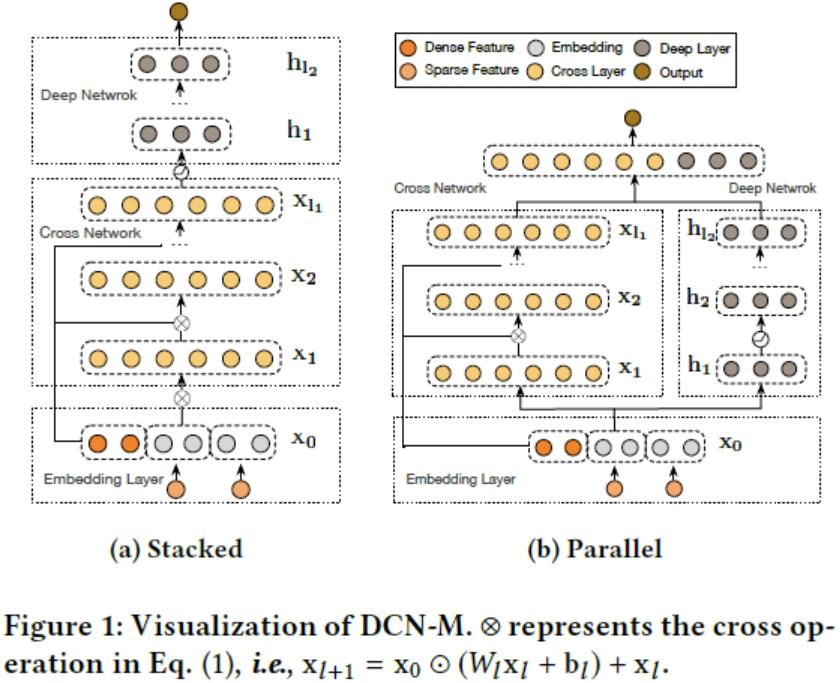 Dense Feature Embedding Deep Layer
Sparse Feature Cross Layer Output
h_{l_2}
Deep Netwrok
...
h_1
x_{l_1}
Cross Network
...
x_2
x_1
x_0
Embedding Layer
(a) Stacked
Cross Network
Deep Netwrok
x_{l_1}
h_{l_2}
...
...
x_2
h_2
x_1
h_1
x_0
Embedding Layer
(b) Parallel
Figure 1: Visualization of DCN-M. ⊗ represents the cross op-
eration in Eq. (1), i.e., x_{l+1} = x_0 ⊙ (W_l x_l + b_l) + x_l.